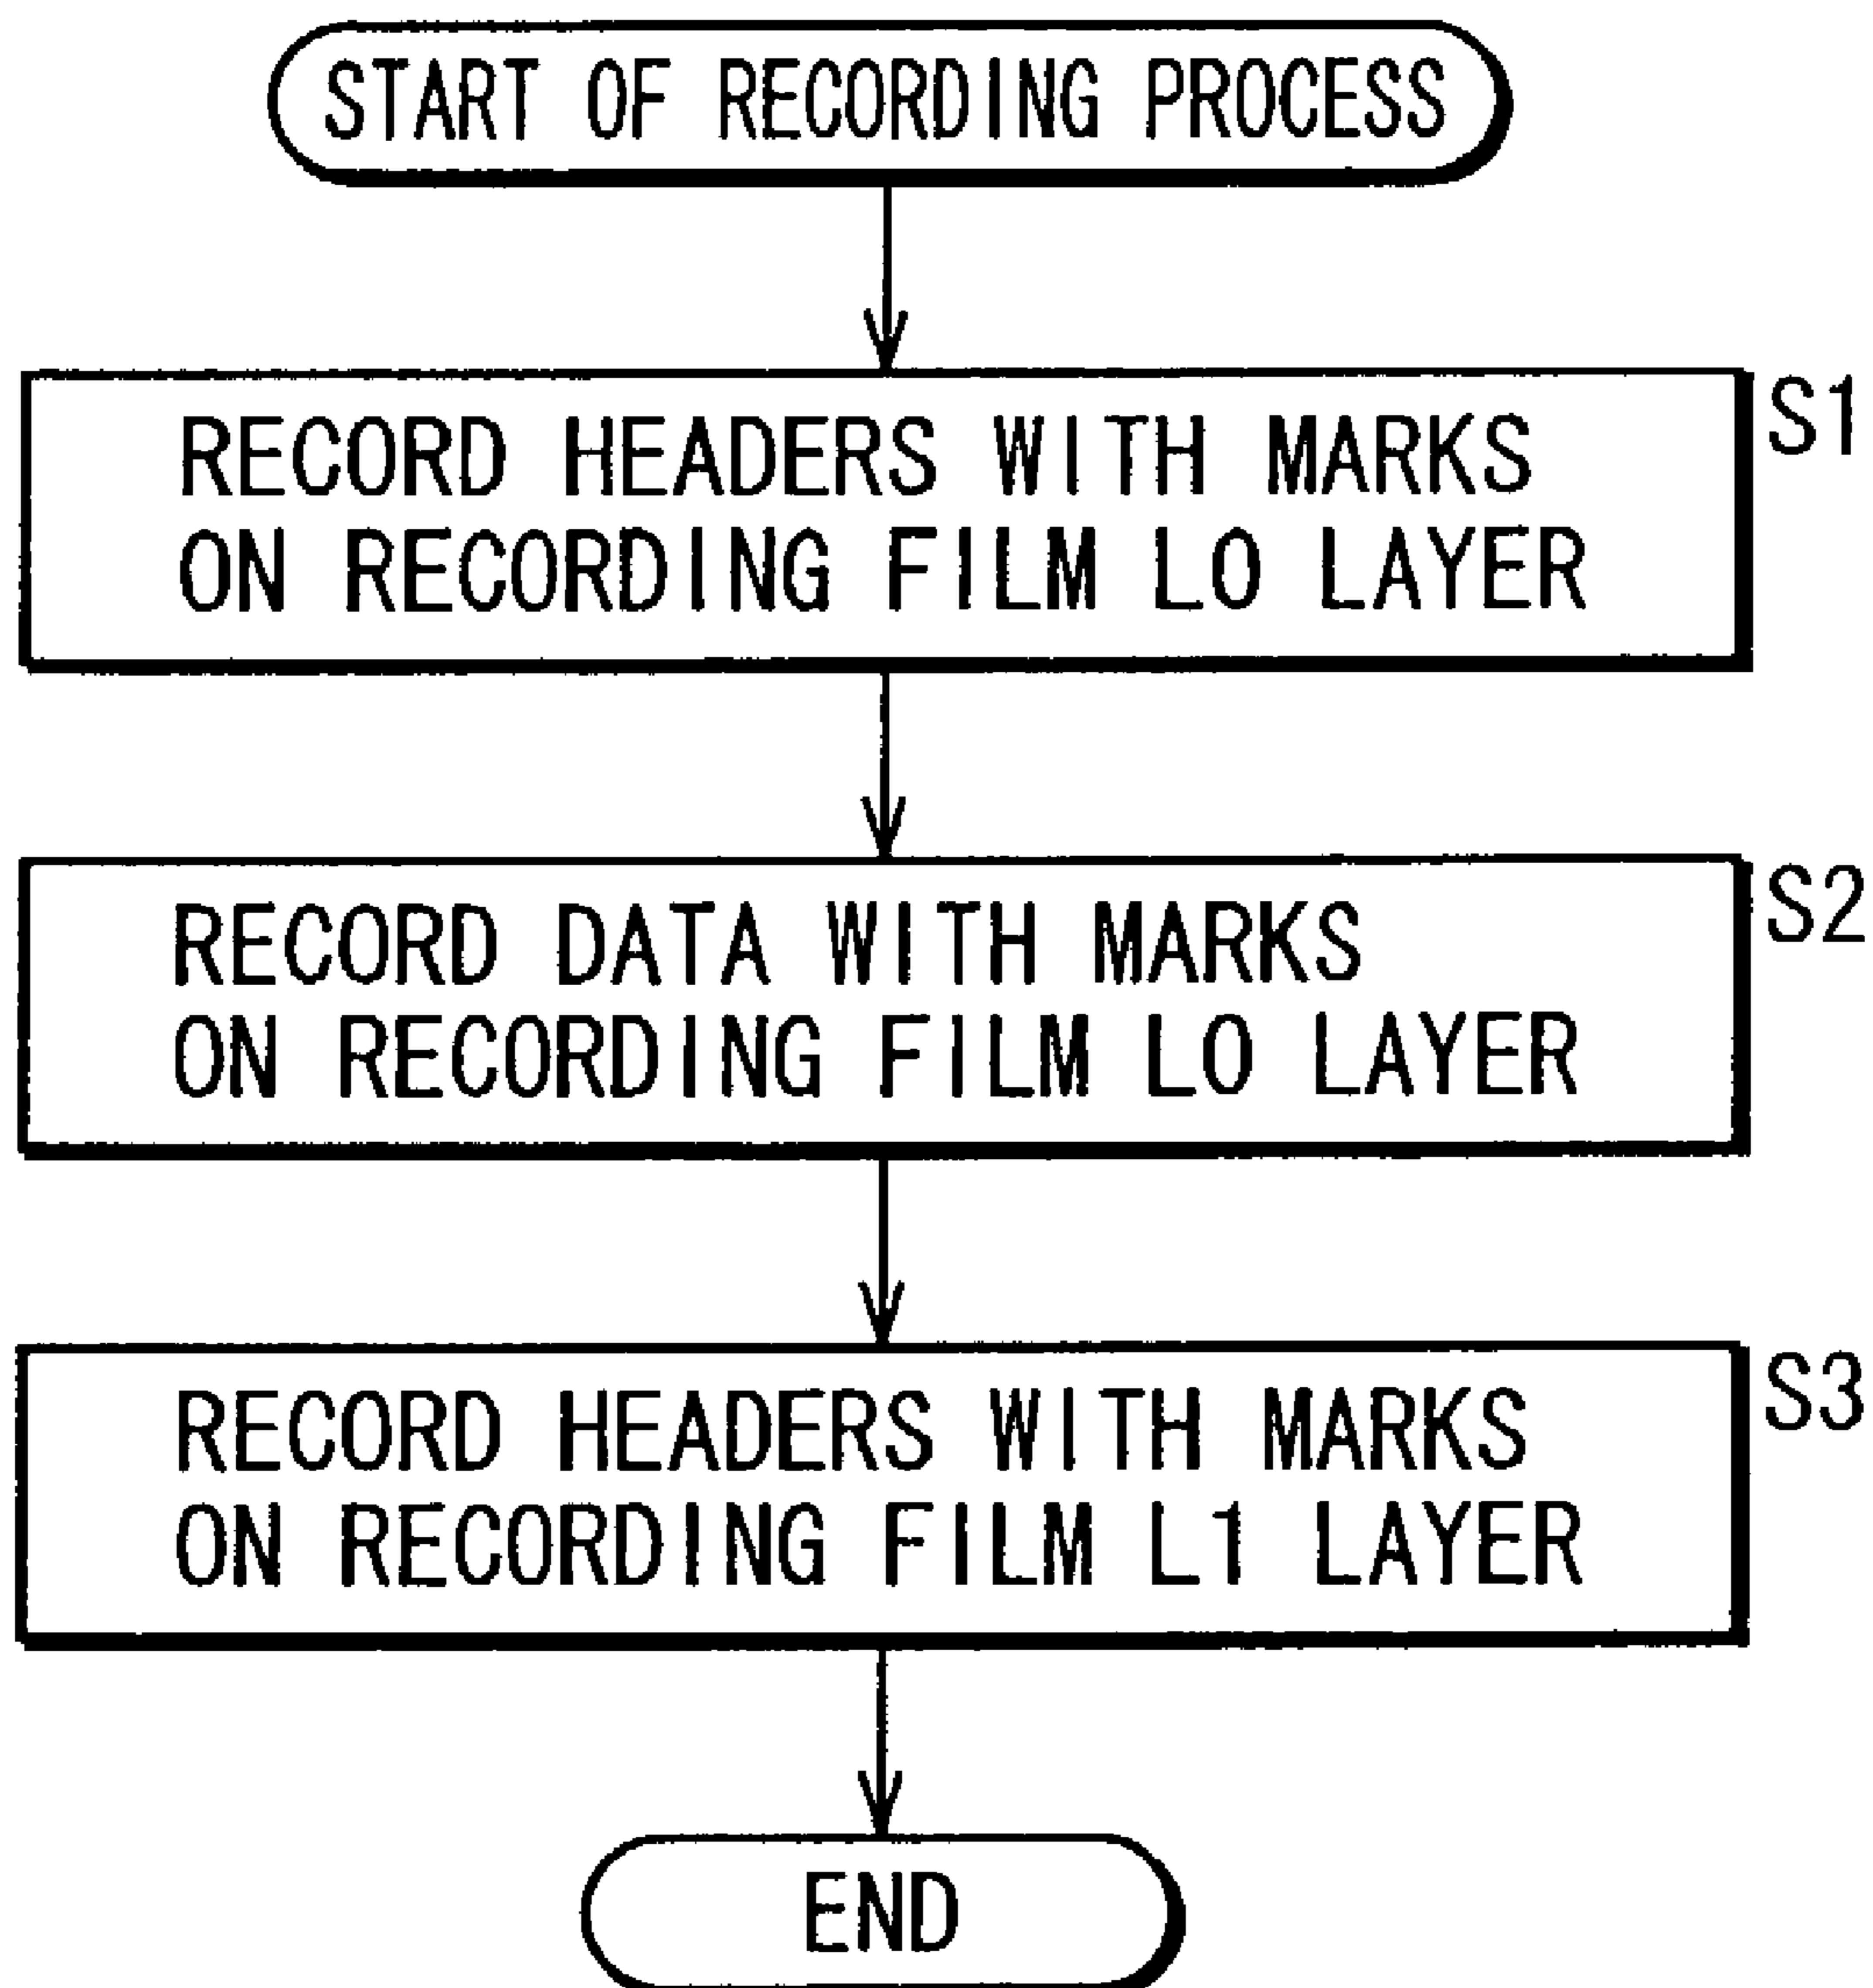 START OF RECORDING PROCESS
S1
RECORD HEADERS WITH MARKS
ON RECORDING FILM L0 LAYER
S2
RECORD DATA WITH MARKS
ON RECORDING FILM L0 LAYER
S3
RECORD HEADERS WITH MARKS
ON RECORDING FILM L1 LAYER
END